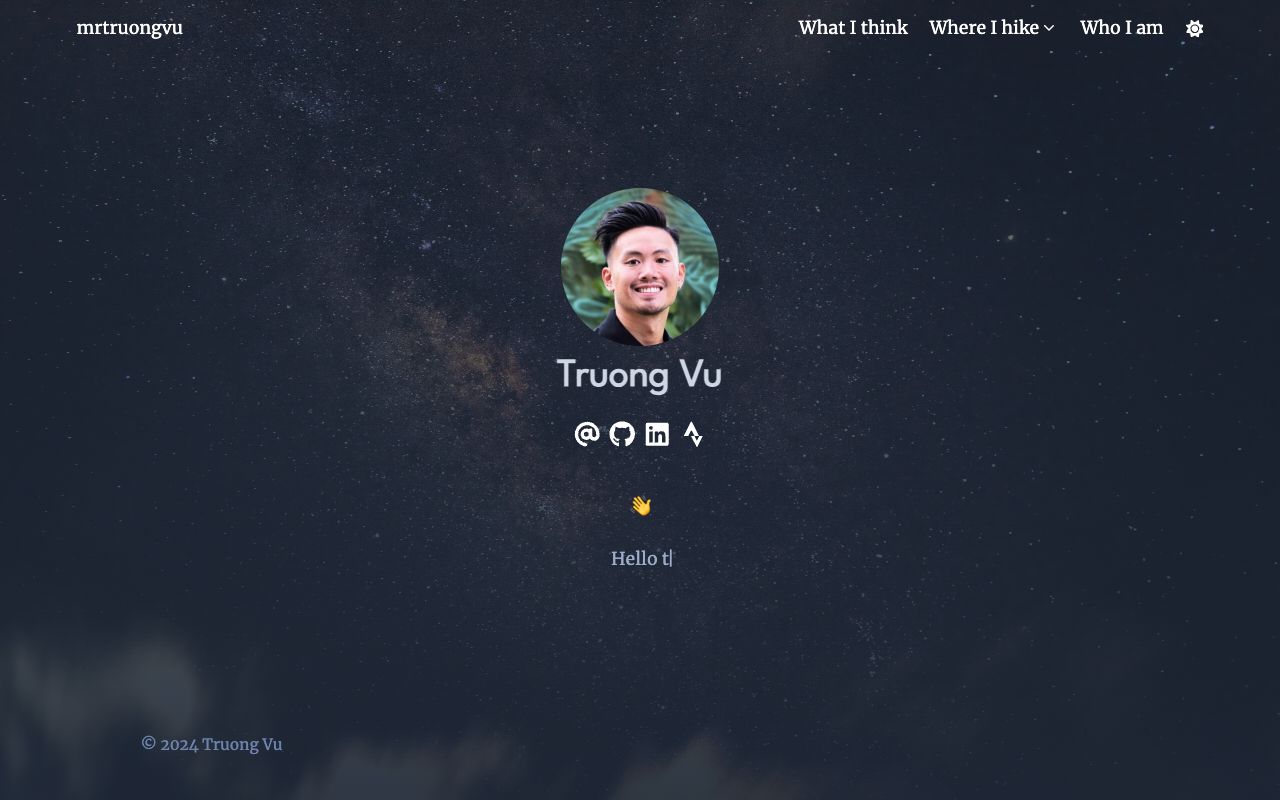 mrtruongvu
What I think Where I hike Who I am
Truong Vu
Hello t
© 2024 Truong Vu